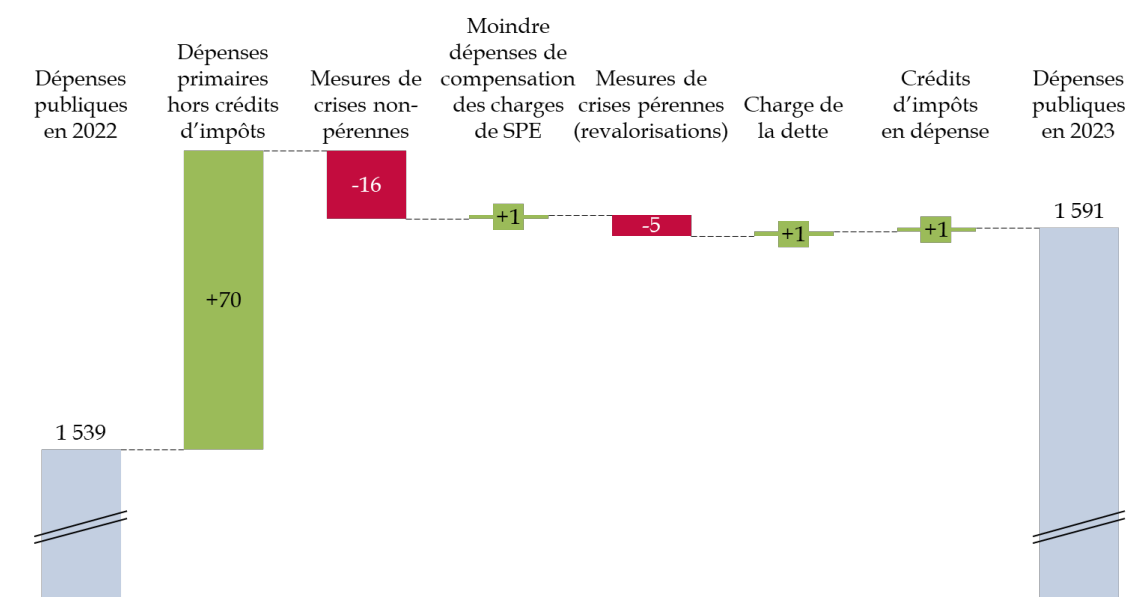 Dépenses
publiques
en 2022
Dépenses
primaires
hors crédits
d’impôts
Mesures de
crises non-
pérennes
Moindre
dépenses de
compensation
des charges
de SPE
Mesures de
crises pérennes
(revalorisations)
Charge de
la dette
Crédits
d’impôts
en dépense
Dépenses
publiques
en 2023
1 539
+70
-16
+1
-5
+1
+1
1 591